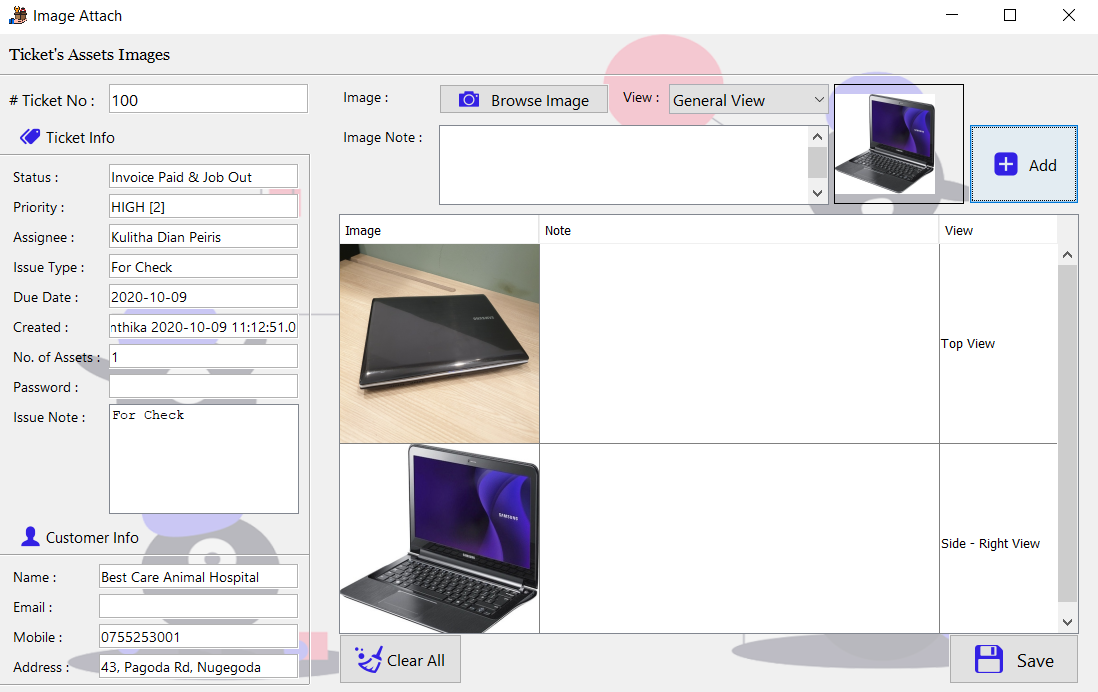 Image Attach
Ticket's Assets Images
# Ticket No : 100
Ticket Info
Status : Invoice Paid & Job Out
Priority : HIGH [2]
Assignee : Kulitha Dian Peiris
Issue Type : For Check
Due Date : 2020-10-09
Created : nthika 2020-10-09 11:12:51.0
No. of Assets : 1
Password :
Issue Note : For Check
Customer Info
Name : Best Care Animal Hospital
Email :
Mobile : 0755253001
Address : 43, Pagoda Rd, Nugegoda
Image : Browse Image View : General View
Image Note :
Add
Image Note View
SAMSUNG
Top View
SAMSUNG
SAMSUNG
Side - Right View
Clear All
Save